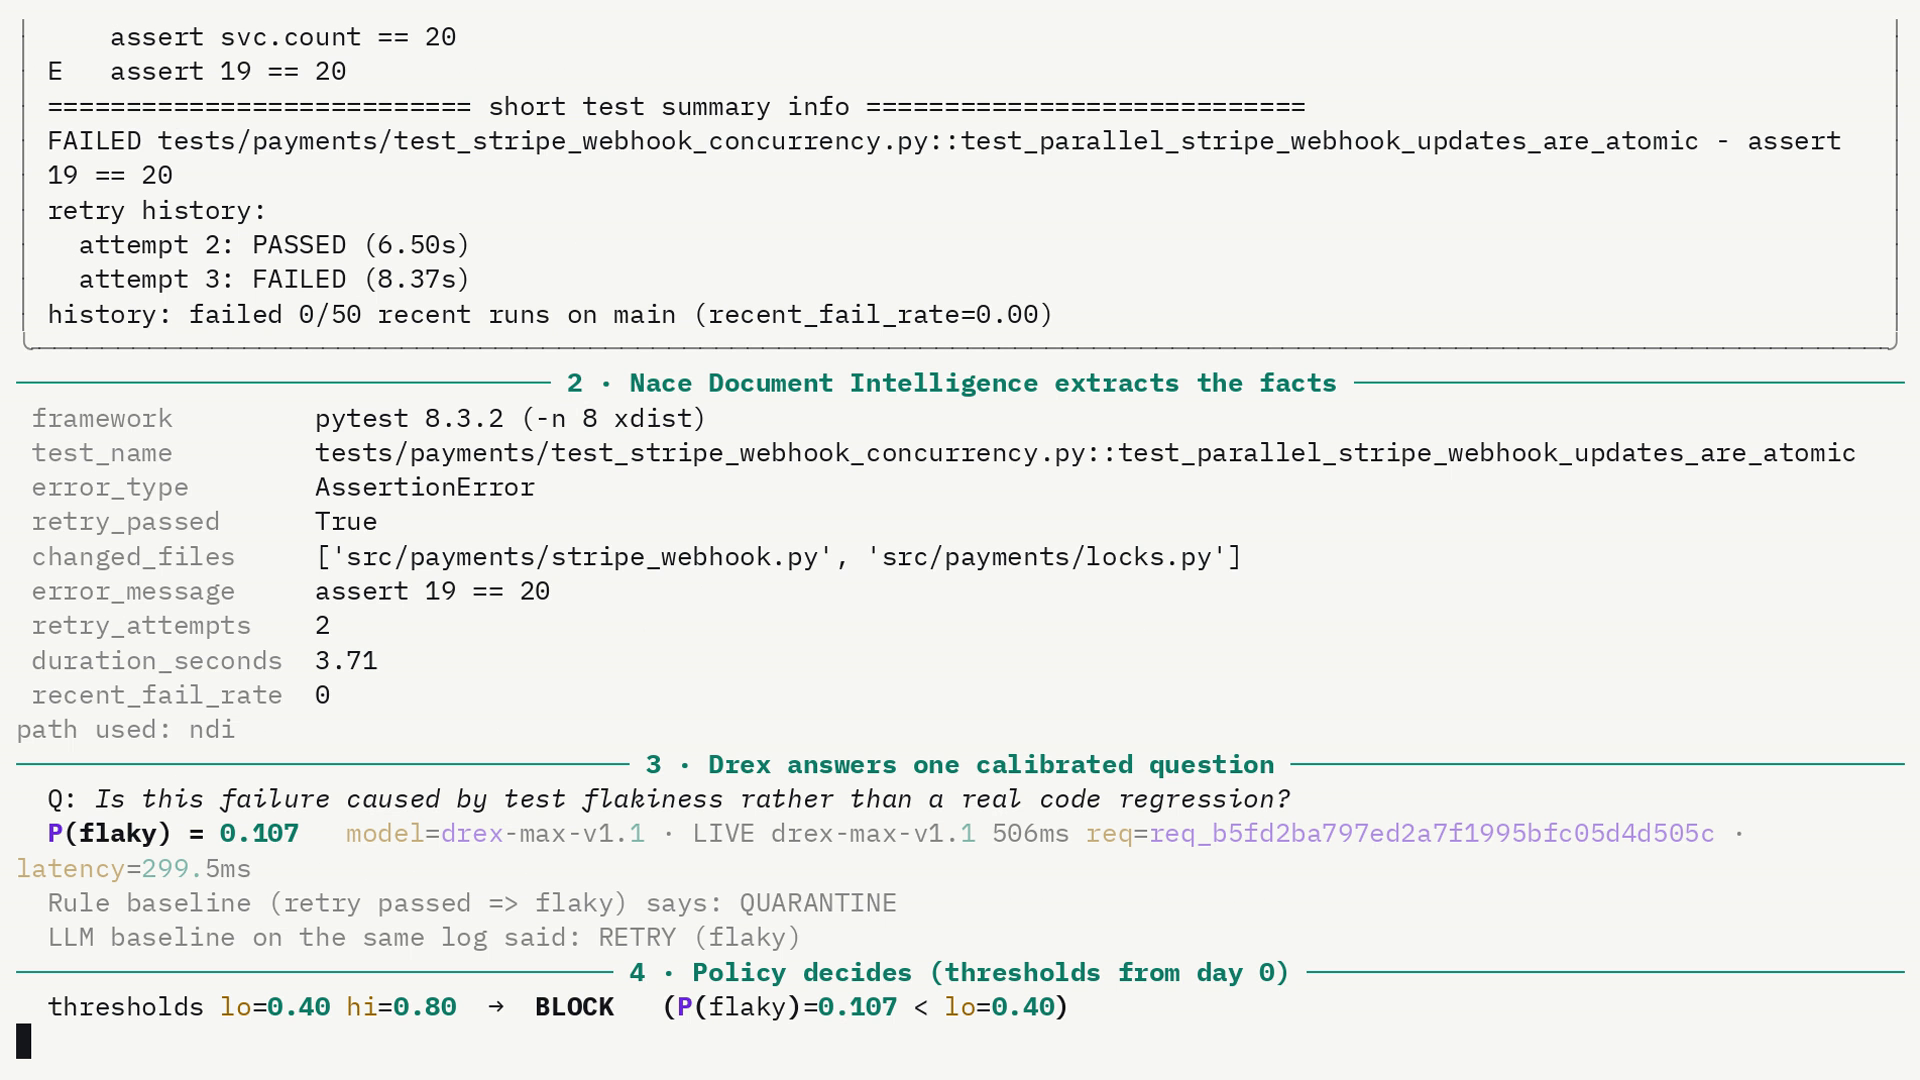 assert svc.count == 20
E   assert 19 == 20
=========================== short test summary info ============================
FAILED tests/payments/test_stripe_webhook_concurrency.py::test_parallel_stripe_webhook_updates_are_atomic - assert
19 == 20
retry history:
  attempt 2: PASSED (6.50s)
  attempt 3: FAILED (8.37s)
history: failed 0/50 recent runs on main (recent_fail_rate=0.00)
2 · Nace Document Intelligence extracts the facts
framework         pytest 8.3.2 (-n 8 xdist)
test_name         tests/payments/test_stripe_webhook_concurrency.py::test_parallel_stripe_webhook_updates_are_atomic
error_type        AssertionError
retry_passed      True
changed_files     ['src/payments/stripe_webhook.py', 'src/payments/locks.py']
error_message     assert 19 == 20
retry_attempts    2
duration_seconds  3.71
recent_fail_rate  0
path used: ndi
3 · Drex answers one calibrated question
Q: Is this failure caused by test flakiness rather than a real code regression?
P(flaky) = 0.107   model=drex-max-v1.1 · LIVE drex-max-v1.1 506ms req=req_b5fd2ba797ed2a7f1995bfc05d4d505c ·
latency=299.5ms
Rule baseline (retry passed => flaky) says: QUARANTINE
LLM baseline on the same log said: RETRY (flaky)
4 · Policy decides (thresholds from day 0)
thresholds lo=0.40 hi=0.80  →  BLOCK   (P(flaky)=0.107 < lo=0.40)